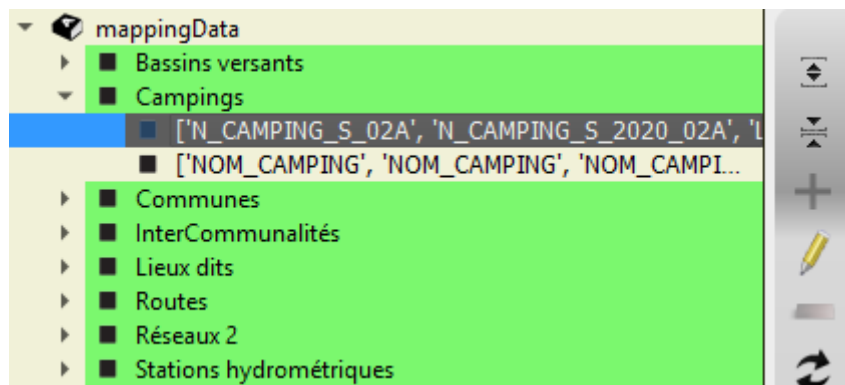 mappingData
Bassins versants
Campings
['N_CAMPING_S_02A', 'N_CAMPING_S_2020_02A', 'L
['NOM_CAMPING', 'NOM_CAMPING', 'NOM_CAMPI...
Communes
InterCommunalités
Lieux dits
Routes
Réseaux 2
Stations hydrométriques